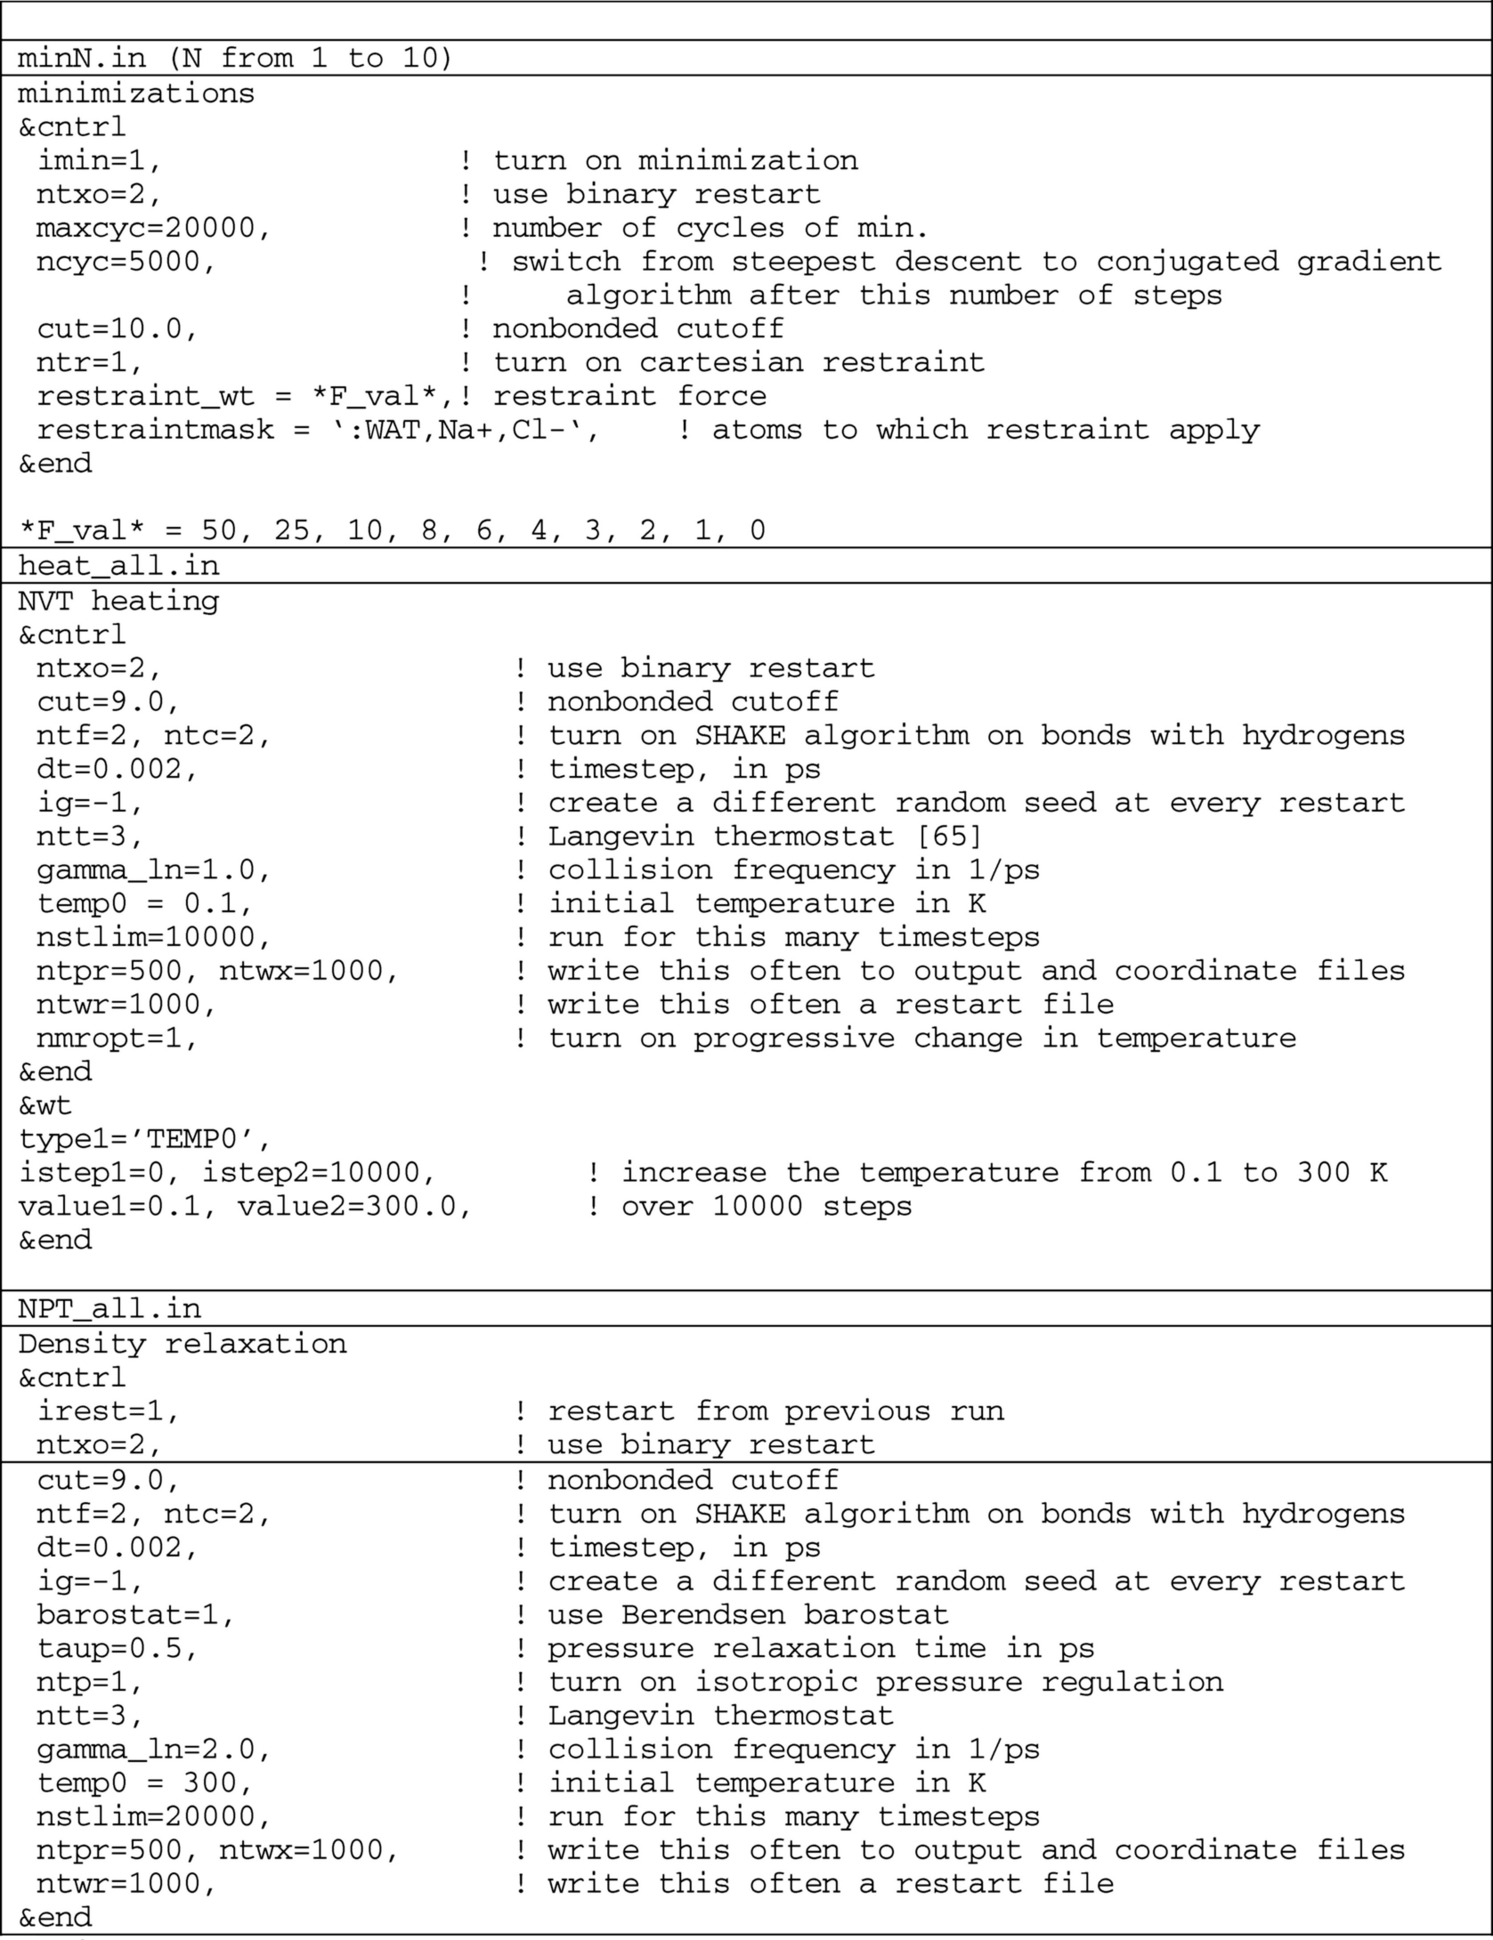 minN.in (N from 1 to 10)
minimizations
&cntrl
imin=1, ! turn on minimization
ntxo=2, ! use binary restart
maxcyc=20000, ! number of cycles of min.
ncyc=5000, ! switch from steepest descent to conjugated gradient
! algorithm after this number of steps
cut=10.0, ! nonbonded cutoff
ntr=1, ! turn on cartesian restraint
restraint_wt = *F_val*,! restraint force
restraintmask = ‘:WAT,Na+,Cl-‘, ! atoms to which restraint apply
&end
*F_val* = 50, 25, 10, 8, 6, 4, 3, 2, 1, 0
heat_all.in
NVT heating
&cntrl
ntxo=2, ! use binary restart
cut=9.0, ! nonbonded cutoff
ntf=2, ntc=2, ! turn on SHAKE algorithm on bonds with hydrogens
dt=0.002, ! timestep, in ps
ig=-1, ! create a different random seed at every restart
ntt=3, ! Langevin thermostat [65]
gamma_ln=1.0, ! collision frequency in 1/ps
temp0 = 0.1, ! initial temperature in K
nstlim=10000, ! run for this many timesteps
ntpr=500, ntwx=1000, ! write this often to output and coordinate files
ntwr=1000, ! write this often a restart file
nmropt=1, ! turn on progressive change in temperature
&end
&wt
type1=’TEMP0’,
istep1=0, istep2=10000, ! increase the temperature from 0.1 to 300 K
value1=0.1, value2=300.0, ! over 10000 steps
&end
NPT_all.in
Density relaxation
&cntrl
irest=1, ! restart from previous run
ntxo=2, ! use binary restart
cut=9.0, ! nonbonded cutoff
ntf=2, ntc=2, ! turn on SHAKE algorithm on bonds with hydrogens
dt=0.002, ! timestep, in ps
ig=-1, ! create a different random seed at every restart
barostat=1, ! use Berendsen barostat
taup=0.5, ! pressure relaxation time in ps
ntp=1, ! turn on isotropic pressure regulation
ntt=3, ! Langevin thermostat
gamma_ln=2.0, ! collision frequency in 1/ps
temp0 = 300, ! initial temperature in K
nstlim=20000, ! run for this many timesteps
ntpr=500, ntwx=1000, ! write this often to output and coordinate files
ntwr=1000, ! write this often a restart file
&end